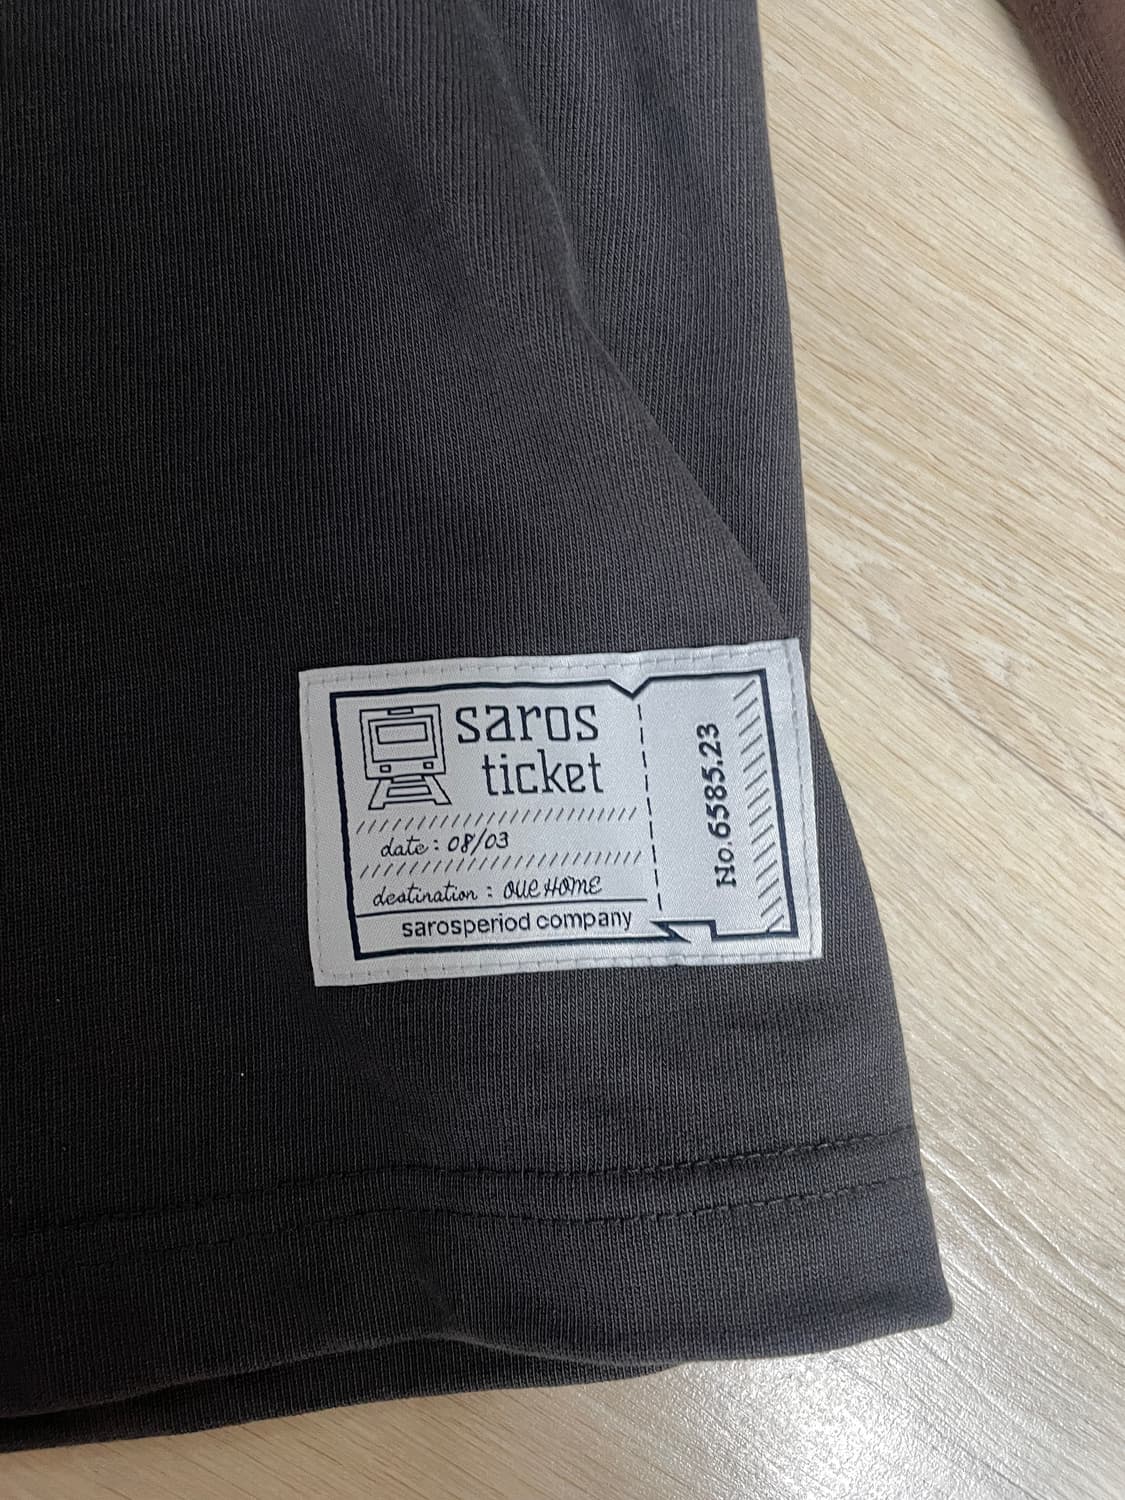 saros
ticket
date: 08/03
destination: OUR HOME
sarosperiod company
No.6585.23